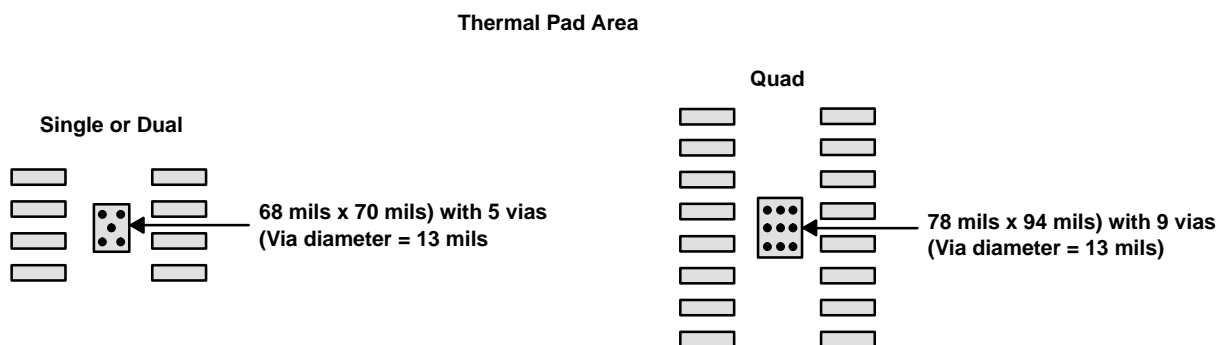 Thermal Pad Area
Quad
Single or Dual
68 mils x 70 mils) with 5 vias
(Via diameter = 13 mils
78 mils x 94 mils) with 9 vias
(Via diameter = 13 mils)